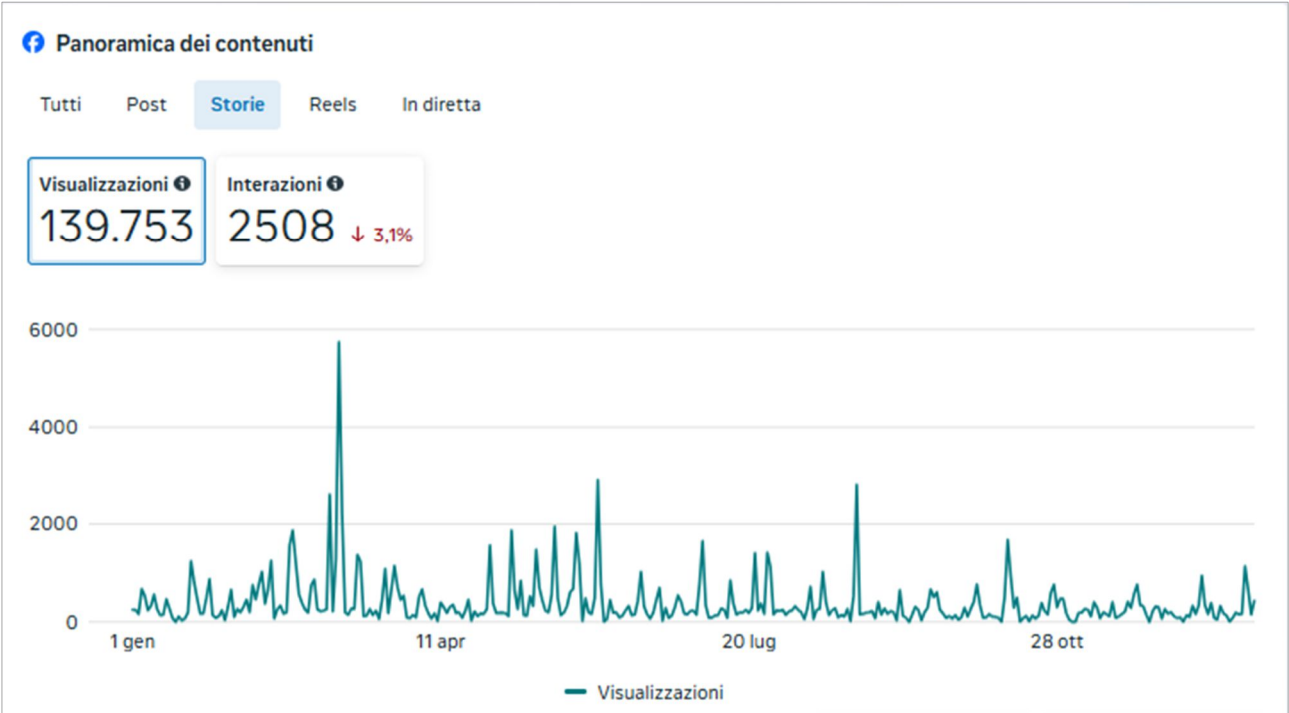 Panoramica dei contenuti
Tutti Post Storie Reels In diretta
Visualizzazioni Interazioni
139.753 2508 ↓ 3,1%
6000
4000
2000
0
1 gen 11 apr 20 lug 28 ott
Visualizzazioni